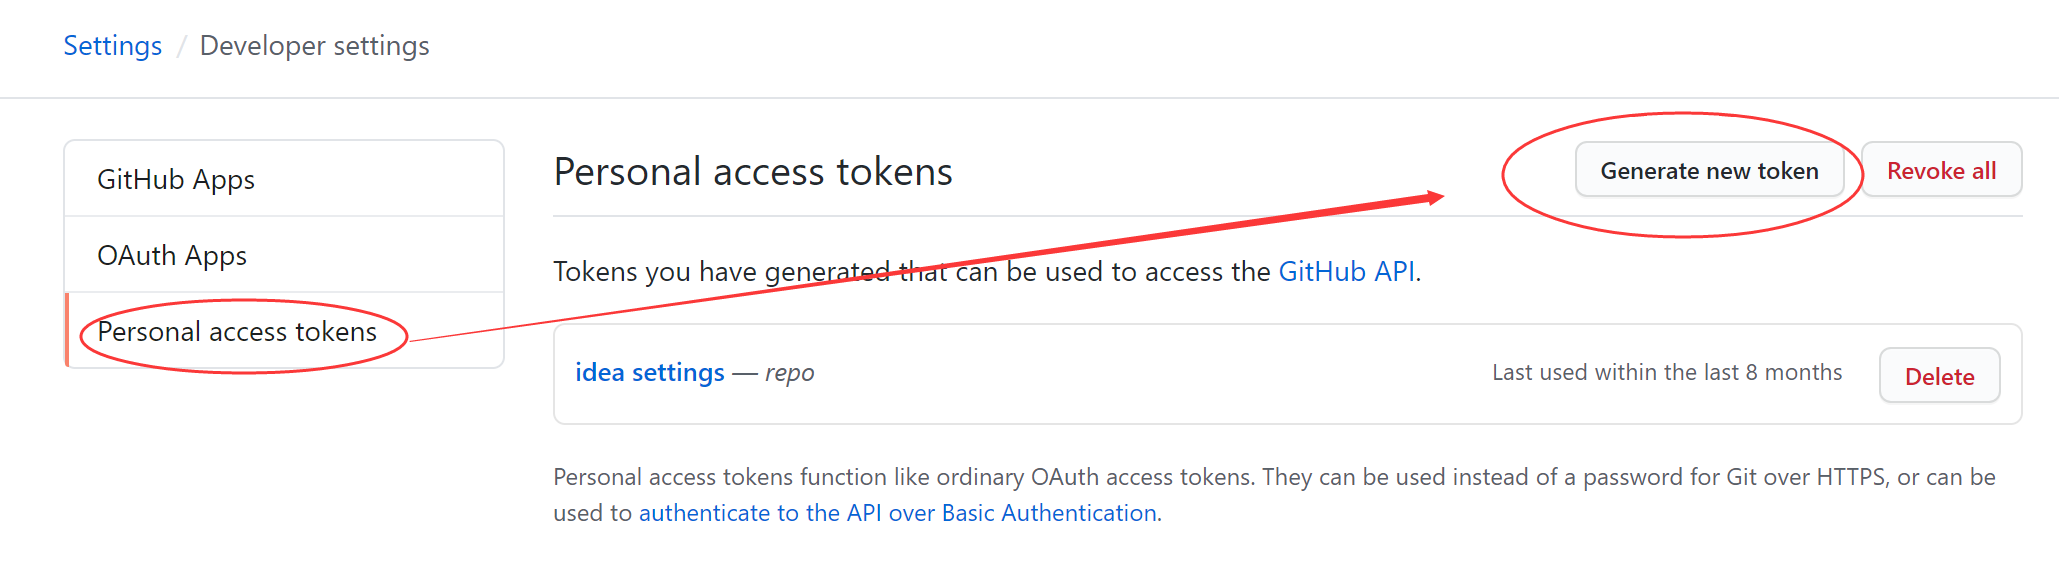 Settings / Developer settings
GitHub Apps
OAuth Apps
Personal access tokens
Personal access tokens
Generate new token
Revoke all
Tokens you have generated that can be used to access the GitHub API.
idea settings — repo
Last used within the last 8 months
Delete
Personal access tokens function like ordinary OAuth access tokens. They can be used instead of a password for Git over HTTPS, or can be
used to authenticate to the API over Basic Authentication.